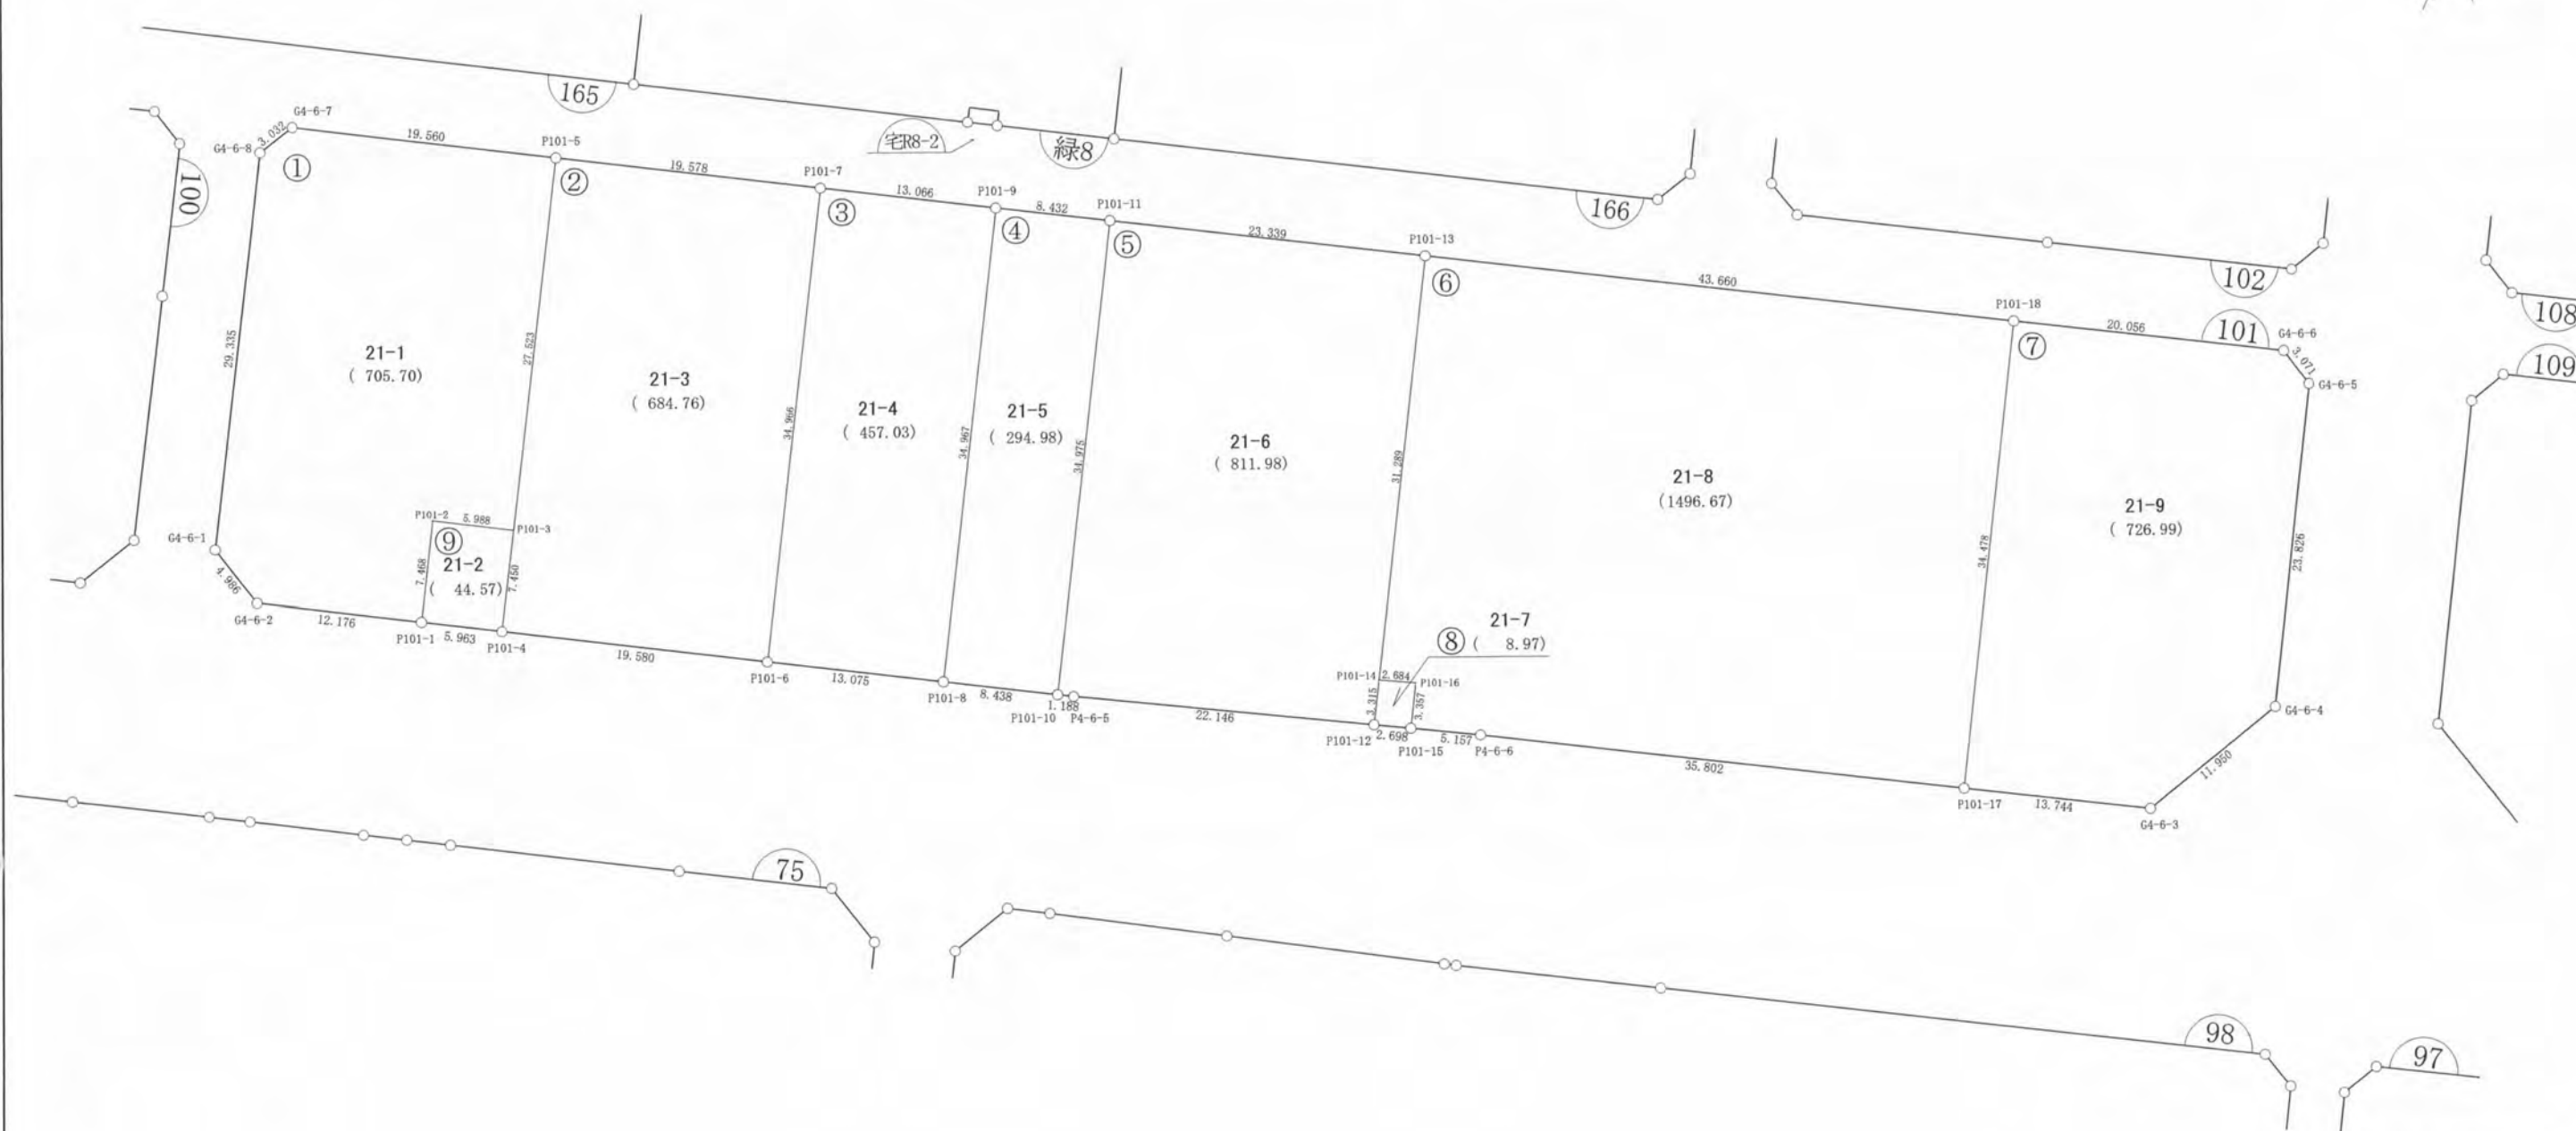 165
宅R8-2
緑8
166
102
108
109
101
100
G4-6-7
3.032
G4-6-8
①
19.560
P101-5
②
19.578
P101-7
③
13.066
P101-9
④
8.432
P101-11
⑤
23.339
P101-13
⑥
43.660
P101-18
⑦
20.056
G4-6-6
3.071
G4-6-5
29.335
21-1
( 705.70)
27.523
21-3
( 684.76)
34.966
21-4
( 457.03)
34.967
21-5
( 294.98)
34.975
21-6
( 811.98)
31.289
21-8
(1496.67)
34.478
21-9
( 726.99)
23.826
P101-2
5.988
P101-3
⑨
21-2
( 44.57)
7.468
7.450
G4-6-1
4.986
G4-6-2
12.176
P101-1
5.963
P101-4
19.580
P101-6
13.075
P101-8
8.438
P101-10
1.188
P4-6-5
22.146
21-7
⑧ ( 8.97)
P101-14
2.684
P101-16
3.315
3.357
P101-12
2.698
P101-15
5.157
P4-6-6
35.802
P101-17
13.744
G4-6-3
11.950
G4-6-4
75
98
97